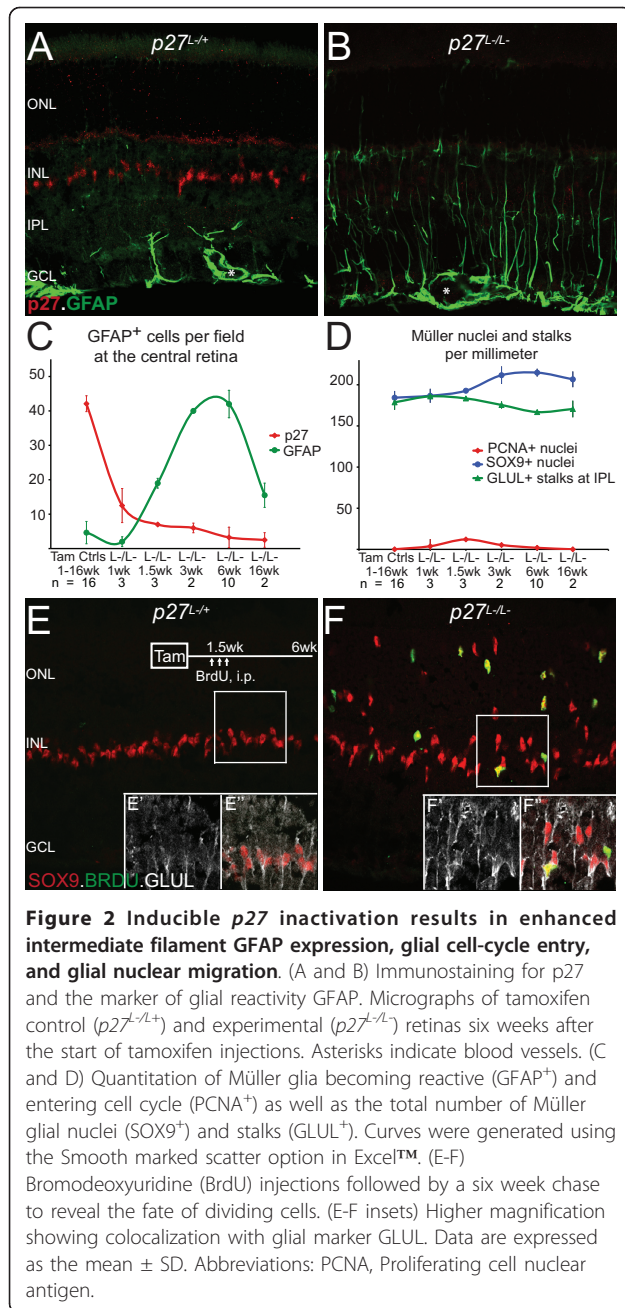 A
p27L-/+
B
p27L-/L-
ONL
INL
IPL
GCL
*
*
p27.GFAP
C
GFAP+ cells per field
at the central retina
50
40
30
20
10
p27
GFAP
Tam Ctrls L-/L- L-/L- L-/L- L-/L- L-/L-
1-16wk 1wk 1.5wk 3wk 6wk 16wk
n = 16 3 3 2 10 2
D
Müller nuclei and stalks
per millimeter
200
150
100
50
PCNA+ nuclei
SOX9+ nuclei
GLUL+ stalks at IPL
Tam Ctrls L-/L- L-/L- L-/L- L-/L- L-/L-
1-16wk 1wk 1.5wk 3wk 6wk 16wk
n = 16 3 3 2 10 2
E
p27L-/+
F
p27L-/L-
1.5wk 6wk
Tam
BrdU, i.p.
ONL
INL
GCL
E' E"
F' F"
SOX9.BRDU.GLUL
Figure 2 Inducible p27 inactivation results in enhanced
intermediate filament GFAP expression, glial cell-cycle entry,
and glial nuclear migration. (A and B) Immunostaining for p27
and the marker of glial reactivity GFAP. Micrographs of tamoxifen
control (p27L-/L+) and experimental (p27L-/L-) retinas six weeks after
the start of tamoxifen injections. Asterisks indicate blood vessels. (C
and D) Quantitation of Müller glia becoming reactive (GFAP+) and
entering cell cycle (PCNA+) as well as the total number of Müller
glial nuclei (SOX9+) and stalks (GLUL+). Curves were generated using
the Smooth marked scatter option in Excel™. (E-F)
Bromodeoxyuridine (BrdU) injections followed by a six week chase
to reveal the fate of dividing cells. (E-F insets) Higher magnification
showing colocalization with glial marker GLUL. Data are expressed
as the mean ± SD. Abbreviations: PCNA, Proliferating cell nuclear
antigen.